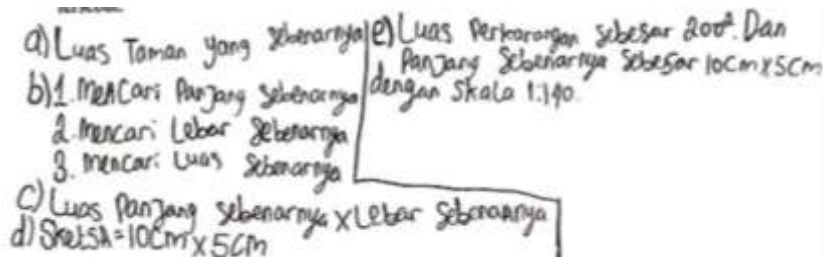 a) Luas Taman yang Sebenarnya
b) 1. Mencari Panjang Sebenarnya
2. mencari Lebar Sebenarnya
3. mencari Luas Sebenarnya
c) Luas Panjang sebenarnya x Lebar Sebenarnya
d) Sketsa = 10cm x 5cm
e) Luas Perkarangan sebesar 200². Dan
Panjang Sebenarnya Sebesar 10cm x 5cm
dengan Skala 1:140.